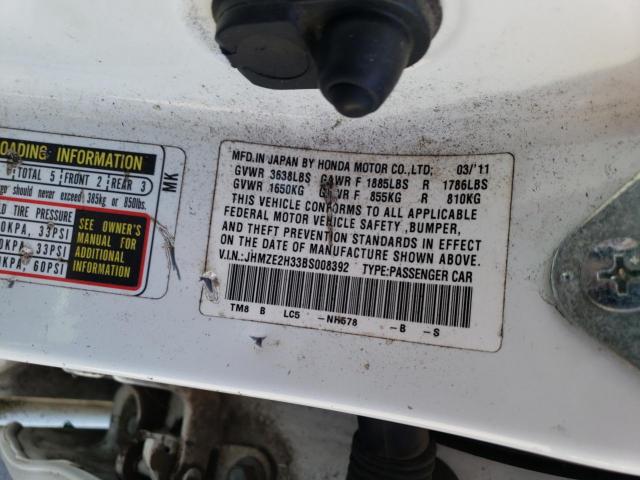 OADING INFORMATION
TOTAL 5 FRONT 2 REAR 3
should never exceed 385kg or 850lbs.
TIRE PRESSURE
0KPA, 33PSI
0KPA, 33PSI
KPA, 60PSI
SEE OWNER'S
MANUAL FOR
ADDITIONAL
INFORMATION
MK
MFD.IN JAPAN BY HONDA MOTOR CO.,LTD; 03/'11
GVWR 3638LBS GAWR F 1885LBS R 1786LBS
GVWR 1650KG GAWR F 855KG R 810KG
THIS VEHICLE CONFORMS TO ALL APPLICABLE
FEDERAL MOTOR VEHICLE SAFETY ,BUMPER,
AND THEFT PREVENTION STANDARDS IN EFFECT
ON THE DATE OF MANUFACTURE SHOWN ABOVE.
V.I.N.:JHMZE2H33BS008392 TYPE:PASSENGER CAR
TM8 B LC5 -NH578 -B -S